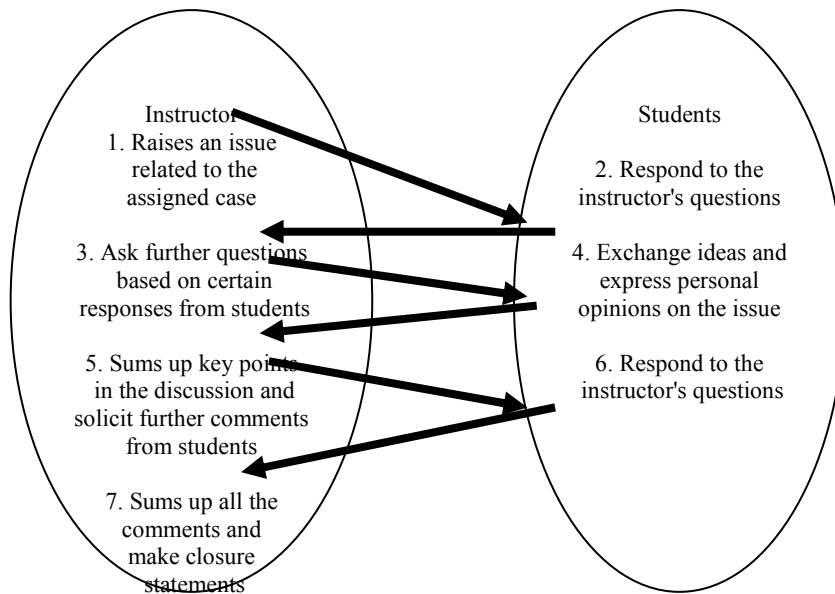 Instructor
1. Raises an issue
related to the
assigned case
3. Ask further questions
based on certain
responses from students
5. Sums up key points
in the discussion and
solicit further comments
from students
7. Sums up all the
comments and
make closure
statements
Students
2. Respond to the
instructor's questions
4. Exchange ideas and
express personal
opinions on the issue
6. Respond to the
instructor's questions